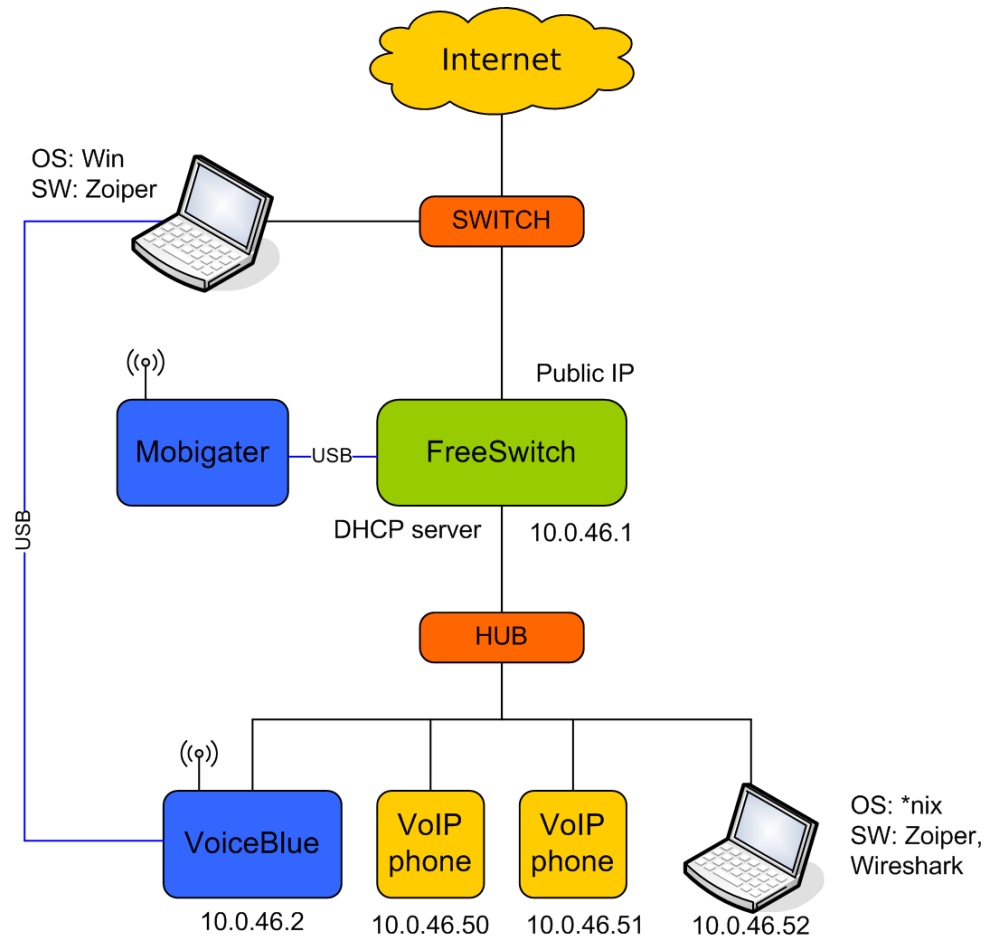 Internet
OS: Win
SW: Zoiper
SWITCH
Public IP
Mobigater
USB
FreeSwitch
DHCP server
10.0.46.1
USB
HUB
VoiceBlue
VoIP
phone
VoIP
phone
OS: *nix
SW: Zoiper,
Wireshark
10.0.46.2
10.0.46.50
10.0.46.51
10.0.46.52